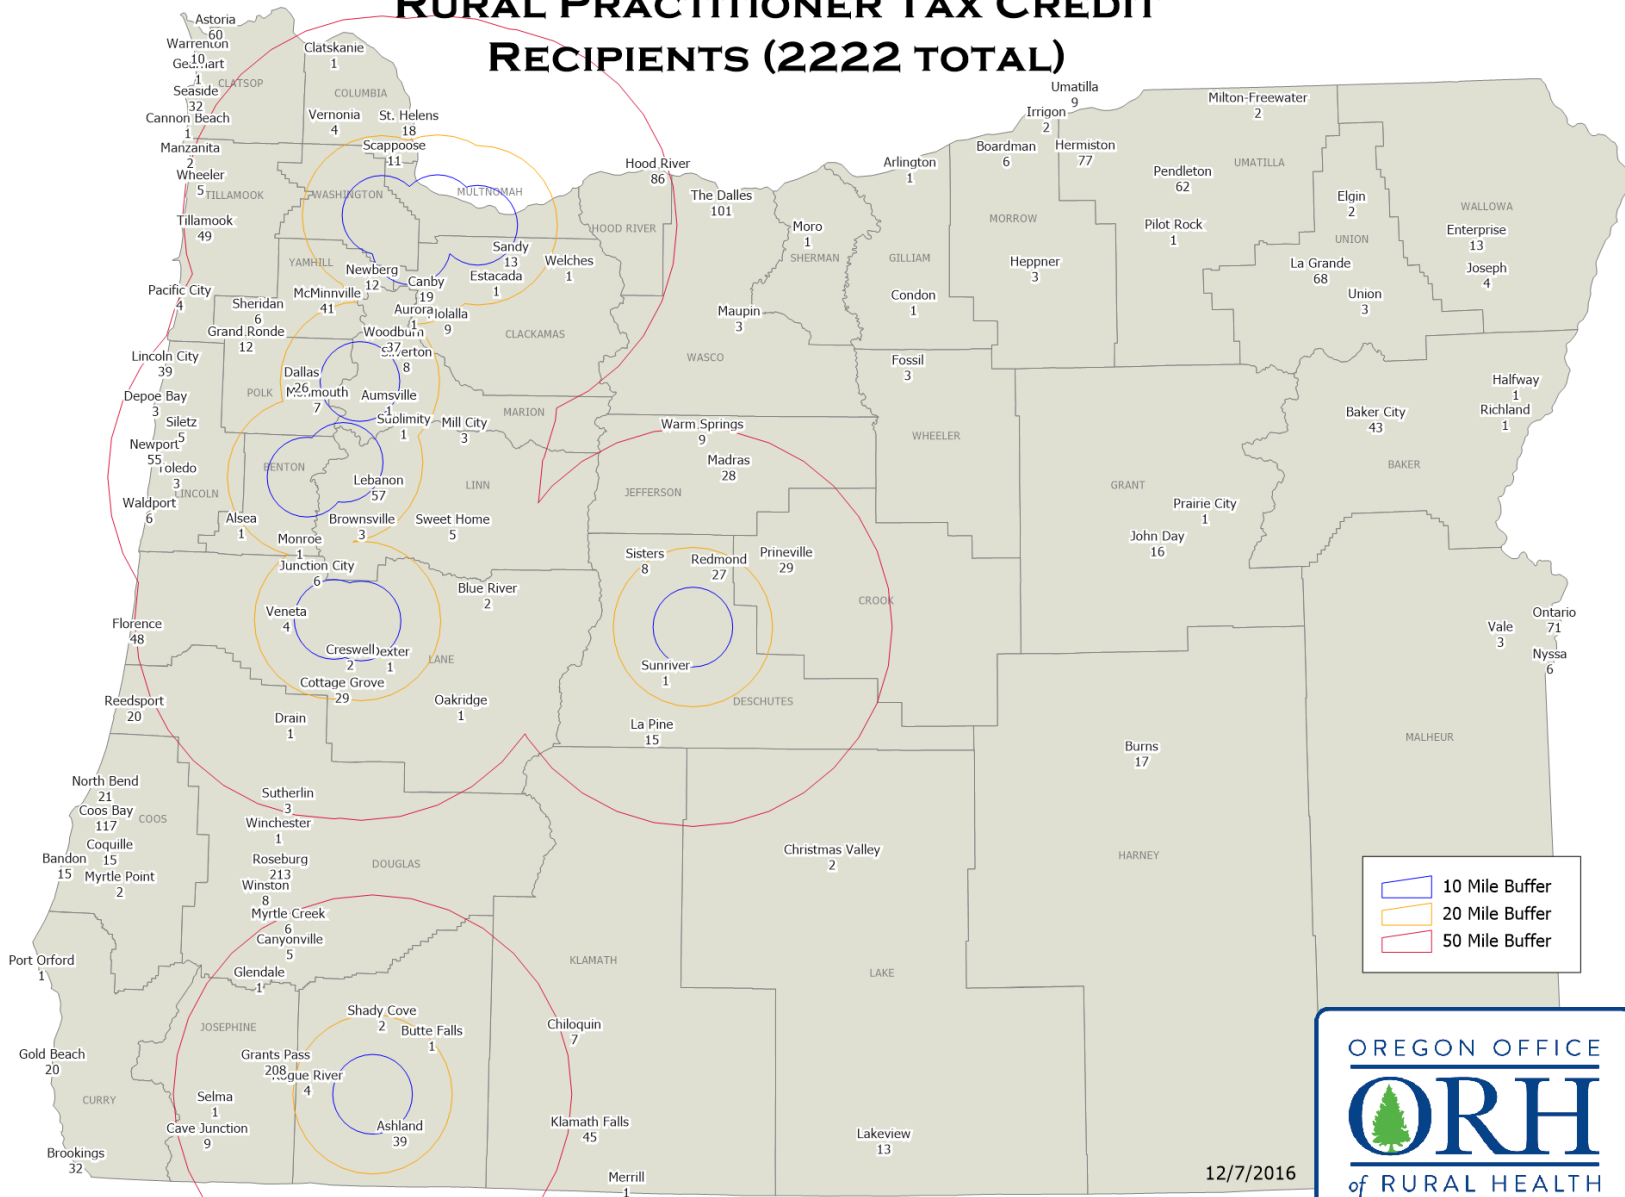 RURAL PRACTITIONER TAX CREDIT
RECIPIENTS (2222 TOTAL)
Astoria
60
Warrenton
10
Gearhart
1
CLATSOP
Seaside
32
Cannon Beach
1
Manzanita
2
Wheeler
5
TILLAMOOK
Tillamook
49
Pacific City
4
Clatskanie
1
COLUMBIA
Vernonia
4
St. Helens
18
Scappoose
11
WASHINGTON
MULTNOMAH
Hood River
86
HOOD RIVER
The Dalles
101
Moro
1
SHERMAN
Arlington
1
GILLIAM
Condon
1
Boardman
6
Irrigon
2
Umatilla
9
Hermiston
77
MORROW
Heppner
3
Milton-Freewater
2
Pendleton
62
UMATILLA
Pilot Rock
1
Elgin
2
UNION
La Grande
68
Union
3
WALLOWA
Enterprise
13
Joseph
4
YAMHILL
Newberg
12
McMinnville
41
Sheridan
6
Grand Ronde
12
Sandy
13
Estacada
1
Welches
1
Canby
19
Aurora
1
Molalla
9
CLACKAMAS
Woodburn
37
Silverton
8
Maupin
3
WASCO
Fossil
3
WHEELER
Lincoln City
39
Depoe Bay
3
Siletz
5
Newport
55
Toledo
3
LINCOLN
Waldport
6
Dallas
26
POLK
Monmouth
7
Aumsville
1
Sublimity
1
MARION
Mill City
3
BENTON
Lebanon
57
LINN
Alsea
1
Brownsville
3
Sweet Home
5
Monroe
1
Junction City
6
Warm Springs
9
Madras
28
JEFFERSON
Sisters
8
Redmond
27
Prineville
29
CROOK
Sunriver
1
DESCHUTES
La Pine
15
GRANT
Prairie City
1
John Day
16
Baker City
43
BAKER
Halfway
1
Richland
1
Ontario
71
Vale
3
Nyssa
6
MALHEUR
Blue River
2
Veneta
4
Florence
48
Creswell
2
Dexter
1
LANE
Cottage Grove
29
Oakridge
1
Reedsport
20
Drain
1
Burns
17
HARNEY
North Bend
21
Coos Bay
117
COOS
Coquille
15
Bandon
15
Myrtle Point
2
Sutherlin
3
Winchester
1
Roseburg
213
DOUGLAS
Winston
8
Myrtle Creek
6
Canyonville
5
Glendale
1
Christmas Valley
2
KLAMATH
LAKE
Port Orford
1
Gold Beach
20
CURRY
Brookings
32
JOSEPHINE
Grants Pass
208
Rogue River
4
Selma
1
Cave Junction
9
Shady Cove
2
Butte Falls
1
Ashland
39
Chiloquin
7
Klamath Falls
45
Merrill
1
Lakeview
13
10 Mile Buffer
20 Mile Buffer
50 Mile Buffer
12/7/2016
OREGON OFFICE
ORH
of RURAL HEALTH